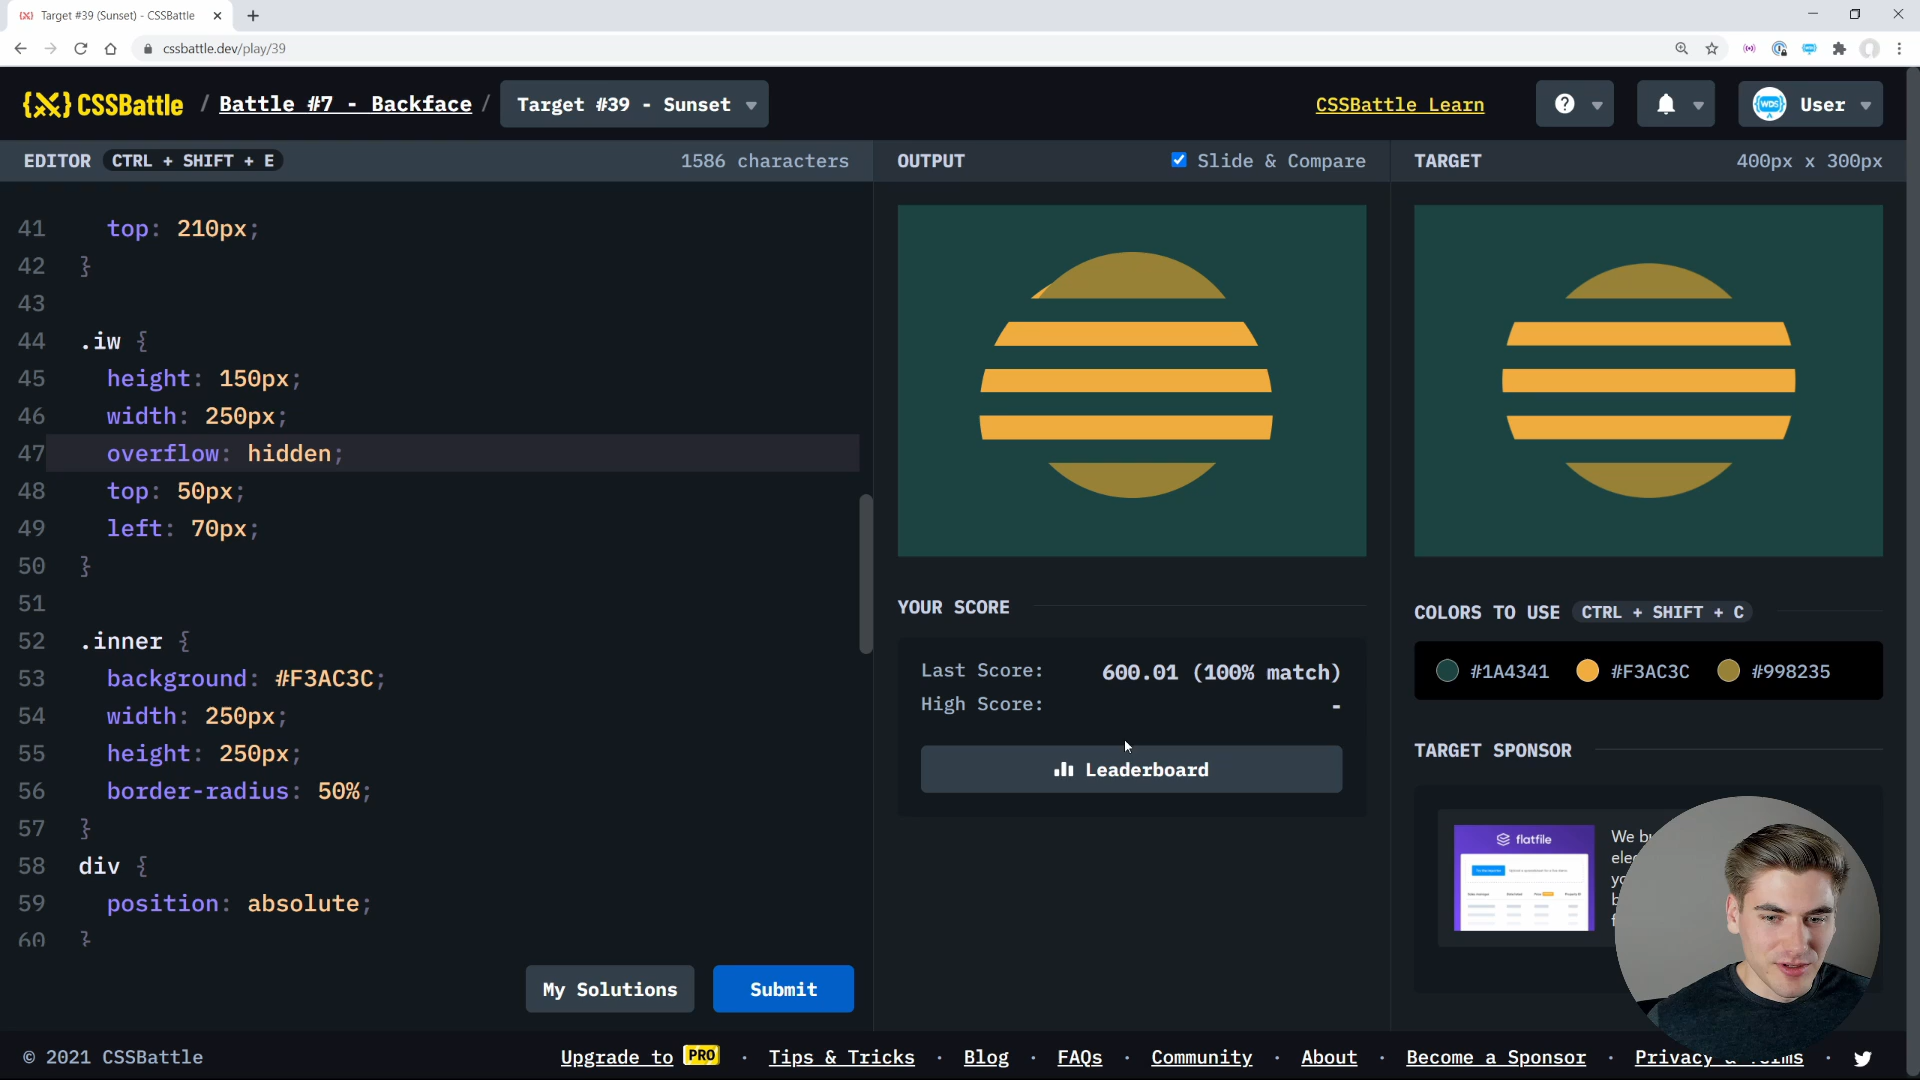 Target #39 (Sunset) - CSSBattle
cssbattle.dev/play/39
{X} CSSBattle / Battle #7 - Backface / Target #39 - Sunset
CSSBattle Learn
?
WDS
User
EDITOR CTRL + SHIFT + E
1586 characters
OUTPUT
Slide & Compare
TARGET
400px x 300px
41 top: 210px;
42 }
43
44 .iw {
45 height: 150px;
46 width: 250px;
47 overflow: hidden;
48 top: 50px;
49 left: 70px;
50 }
51
52 .inner {
53 background: #F3AC3C;
54 width: 250px;
55 height: 250px;
56 border-radius: 50%;
57 }
58 div {
59 position: absolute;
60 }
My Solutions
Submit
YOUR SCORE
Last Score: 600.01 (100% match)
High Score: -
Leaderboard
COLORS TO USE CTRL + SHIFT + C
#1A4341 #F3AC3C #998235
TARGET SPONSOR
flatfile
We
© 2021 CSSBattle
Upgrade to PRO · Tips & Tricks · Blog · FAQs · Community · About · Become a Sponsor · Privacy